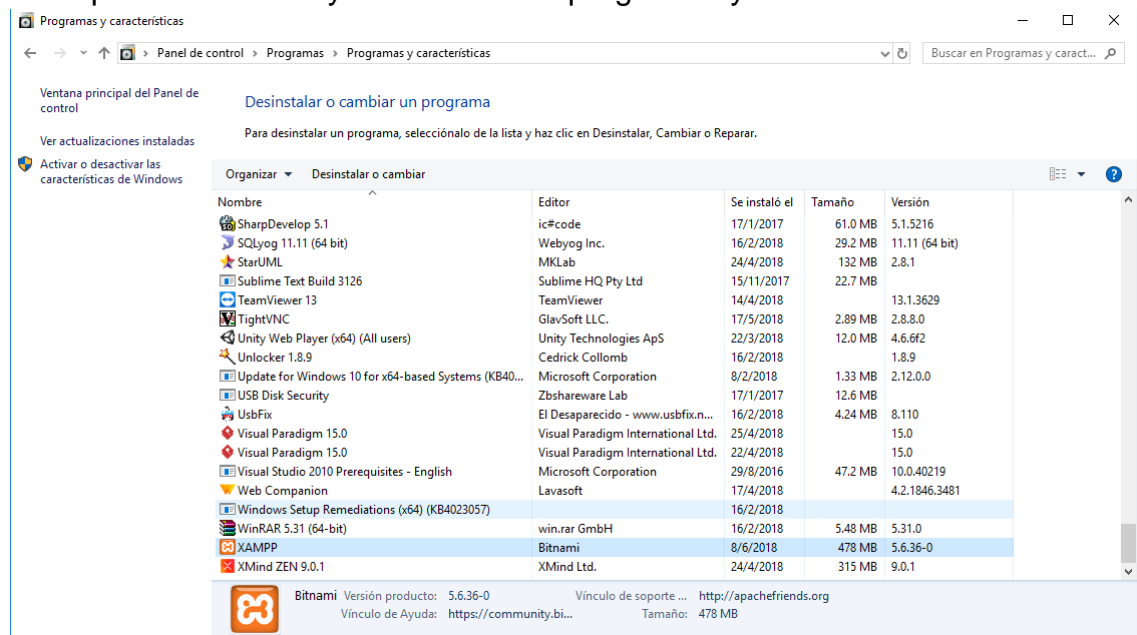 Programas y características
Panel de control > Programas > Programas y características
Buscar en Programas y caract...
Ventana principal del Panel de control
Ver actualizaciones instaladas
Activar o desactivar las características de Windows
Desinstalar o cambiar un programa
Para desinstalar un programa, selecciónalo de la lista y haz clic en Desinstalar, Cambiar o Reparar.
Organizar Desinstalar o cambiar
Nombre Editor Se instaló el Tamaño Versión
SharpDevelop 5.1 ic#code 17/1/2017 61.0 MB 5.1.5216
SQLyog 11.11 (64 bit) Webyog Inc. 16/2/2018 29.2 MB 11.11 (64 bit)
StarUML MKLab 24/4/2018 132 MB 2.8.1
Sublime Text Build 3126 Sublime HQ Pty Ltd 15/11/2017 22.7 MB
TeamViewer 13 TeamViewer 14/4/2018 13.1.3629
TightVNC GlavSoft LLC. 17/5/2018 2.89 MB 2.8.8.0
Unity Web Player (x64) (All users) Unity Technologies ApS 22/3/2018 12.0 MB 4.6.6f2
Unlocker 1.8.9 Cedrick Collomb 16/2/2018 1.8.9
Update for Windows 10 for x64-based Systems (KB40... Microsoft Corporation 8/2/2018 1.33 MB 2.12.0.0
USB Disk Security Zbshareware Lab 17/1/2017 12.6 MB
UsbFix El Desaparecido - www.usbfix.n... 16/2/2018 4.24 MB 8.110
Visual Paradigm 15.0 Visual Paradigm International Ltd. 25/4/2018 15.0
Visual Paradigm 15.0 Visual Paradigm International Ltd. 22/4/2018 15.0
Visual Studio 2010 Prerequisites - English Microsoft Corporation 29/8/2016 47.2 MB 10.0.40219
Web Companion Lavasoft 17/4/2018 4.2.1846.3481
Windows Setup Remediations (x64) (KB4023057) 16/2/2018
WinRAR 5.31 (64-bit) win.rar GmbH 16/2/2018 5.48 MB 5.31.0
XAMPP Bitnami 8/6/2018 478 MB 5.6.36-0
XMind ZEN 9.0.1 XMind Ltd. 24/4/2018 315 MB 9.0.1
Bitnami Versión producto: 5.6.36-0 Vínculo de soporte ... http://apachefriends.org
Vínculo de Ayuda: https://community.bi... Tamaño: 478 MB